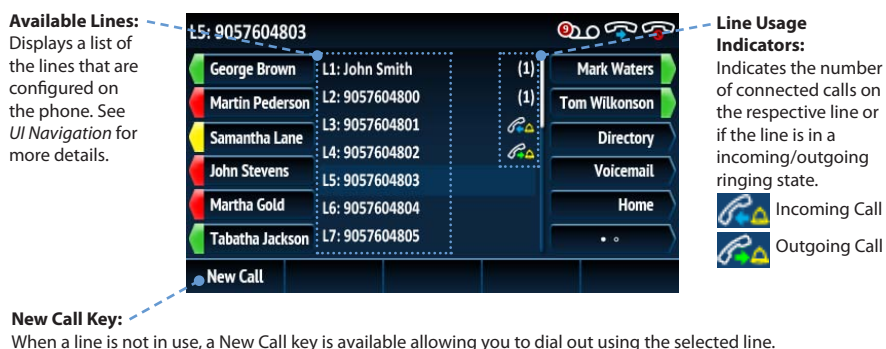 Available Lines:
Displays a list of
the lines that are
configured on
the phone. See
UI Navigation for
more details.
L5: 9057604803
9
5
George Brown
Martin Pederson
Samantha Lane
John Stevens
Martha Gold
Tabatha Jackson
L1: John Smith (1)
L2: 9057604800 (1)
L3: 9057604801
L4: 9057604802
L5: 9057604803
L6: 9057604804
L7: 9057604805
Mark Waters
Tom Wilkonson
Directory
Voicemail
Home
New Call
Line Usage
Indicators:
Indicates the number
of connected calls on
the respective line or
if the line is in a
incoming/outgoing
ringing state.
Incoming Call
Outgoing Call
New Call Key:
When a line is not in use, a New Call key is available allowing you to dial out using the selected line.